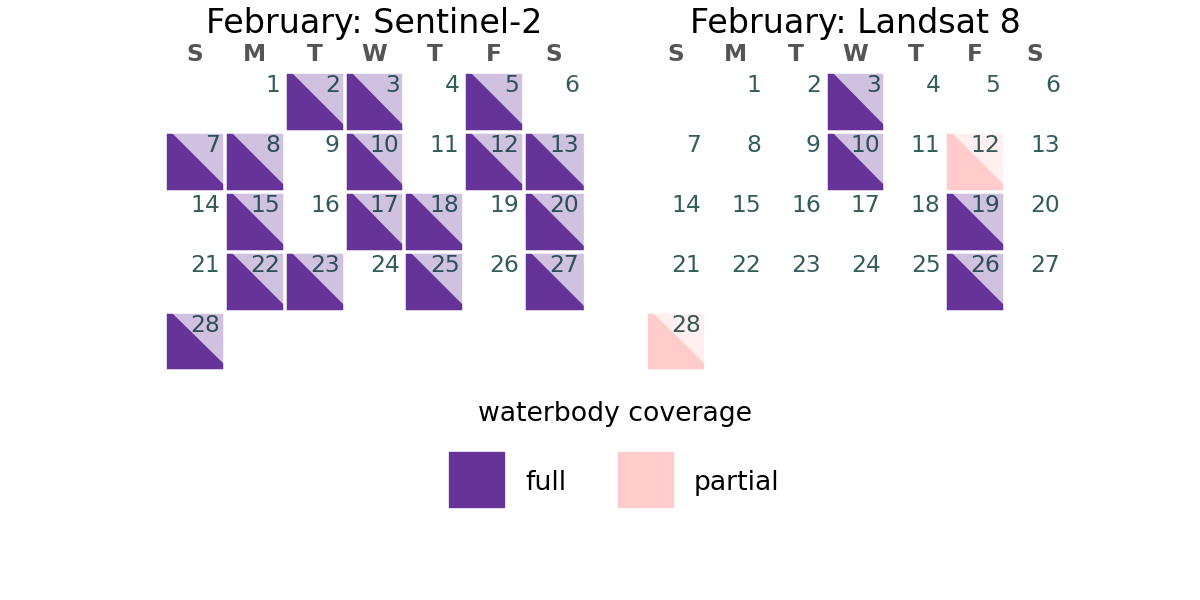 February: Sentinel-2
S M T W T F S
1 2 3 4 5 6
7 8 9 10 11 12 13
14 15 16 17 18 19 20
21 22 23 24 25 26 27
28
February: Landsat 8
S M T W T F S
1 2 3 4 5 6
7 8 9 10 11 12 13
14 15 16 17 18 19 20
21 22 23 24 25 26 27
28
waterbody coverage
full partial